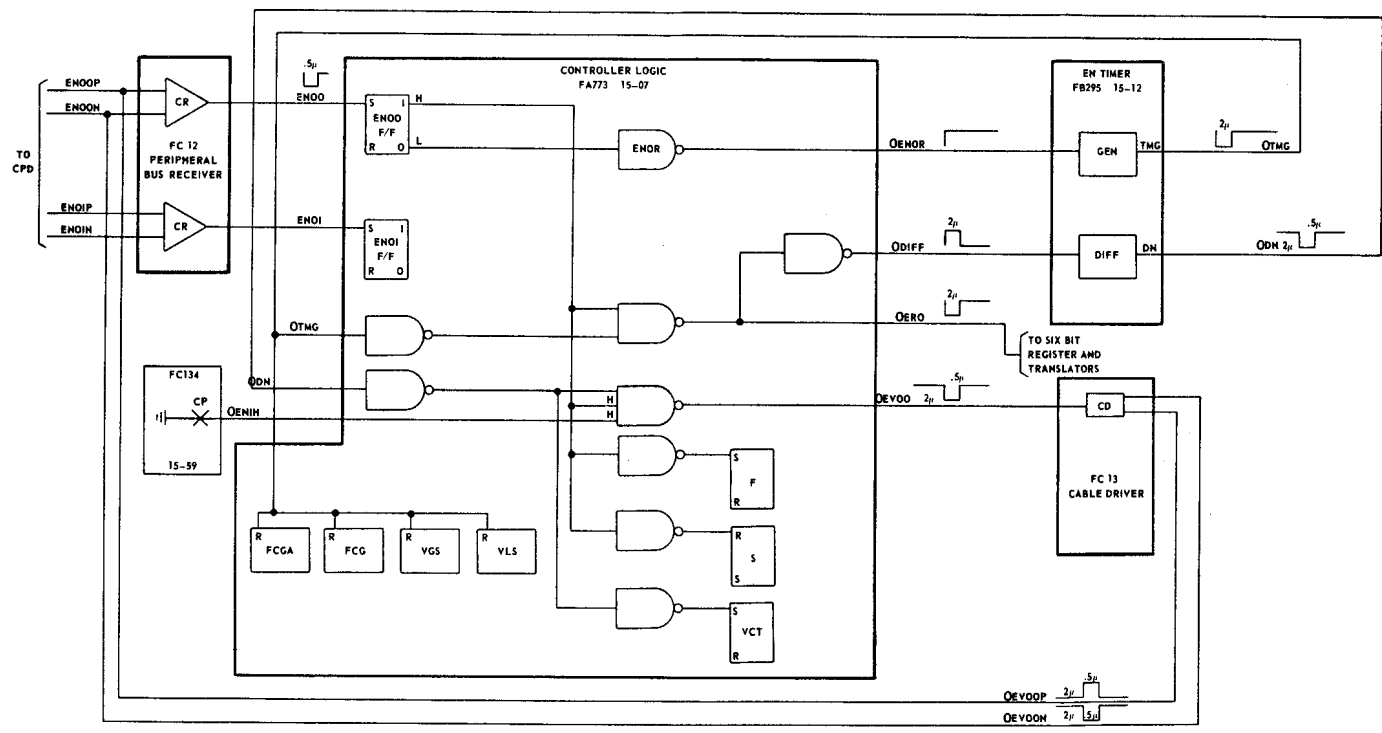 TO
CPD
ENOOP
ENOON
ENOIP
ENOIN
CR
FC 12
PERIPHERAL
BUS RECEIVER
CR
.5μ
ENOO
ENOI
CONTROLLER LOGIC
FA773 15-07
S I
ENOO
F/F
R O
H
L
S I
ENOI
F/F
R O
ENOR
OENOR
EN TIMER
FB295 15-12
GEN
TMG
2μ
OTMG
ODIFF
2μ
DIFF
DN
ODN 2μ
.5μ
OTMG
OERO
2μ
TO SIX BIT
REGISTER AND
TRANSLATORS
ODN
FC134
CP
15-59
OENIH
H
H
OEVOO
2μ
.5μ
CD
FC 13
CABLE DRIVER
S
F
R
R
S
S
S
VCT
R
R
FCGA
R
FCG
R
VGS
R
VLS
OEVOOP
2μ
.5μ
OEVOON
2μ
.5μ